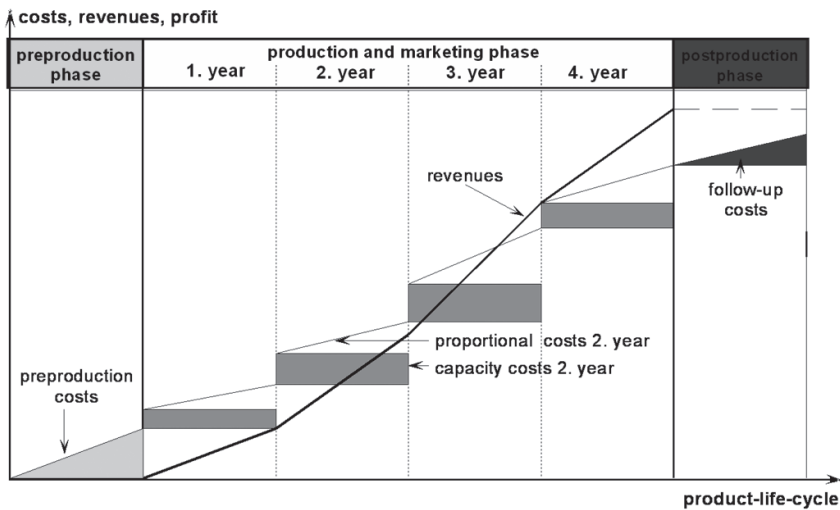 costs, revenues, profit
preproduction
phase
production and marketing phase
1. year
2. year
3. year
4. year
postproduction
phase
revenues
follow-up
costs
proportional costs 2. year
capacity costs 2. year
preproduction
costs
product-life-cycle